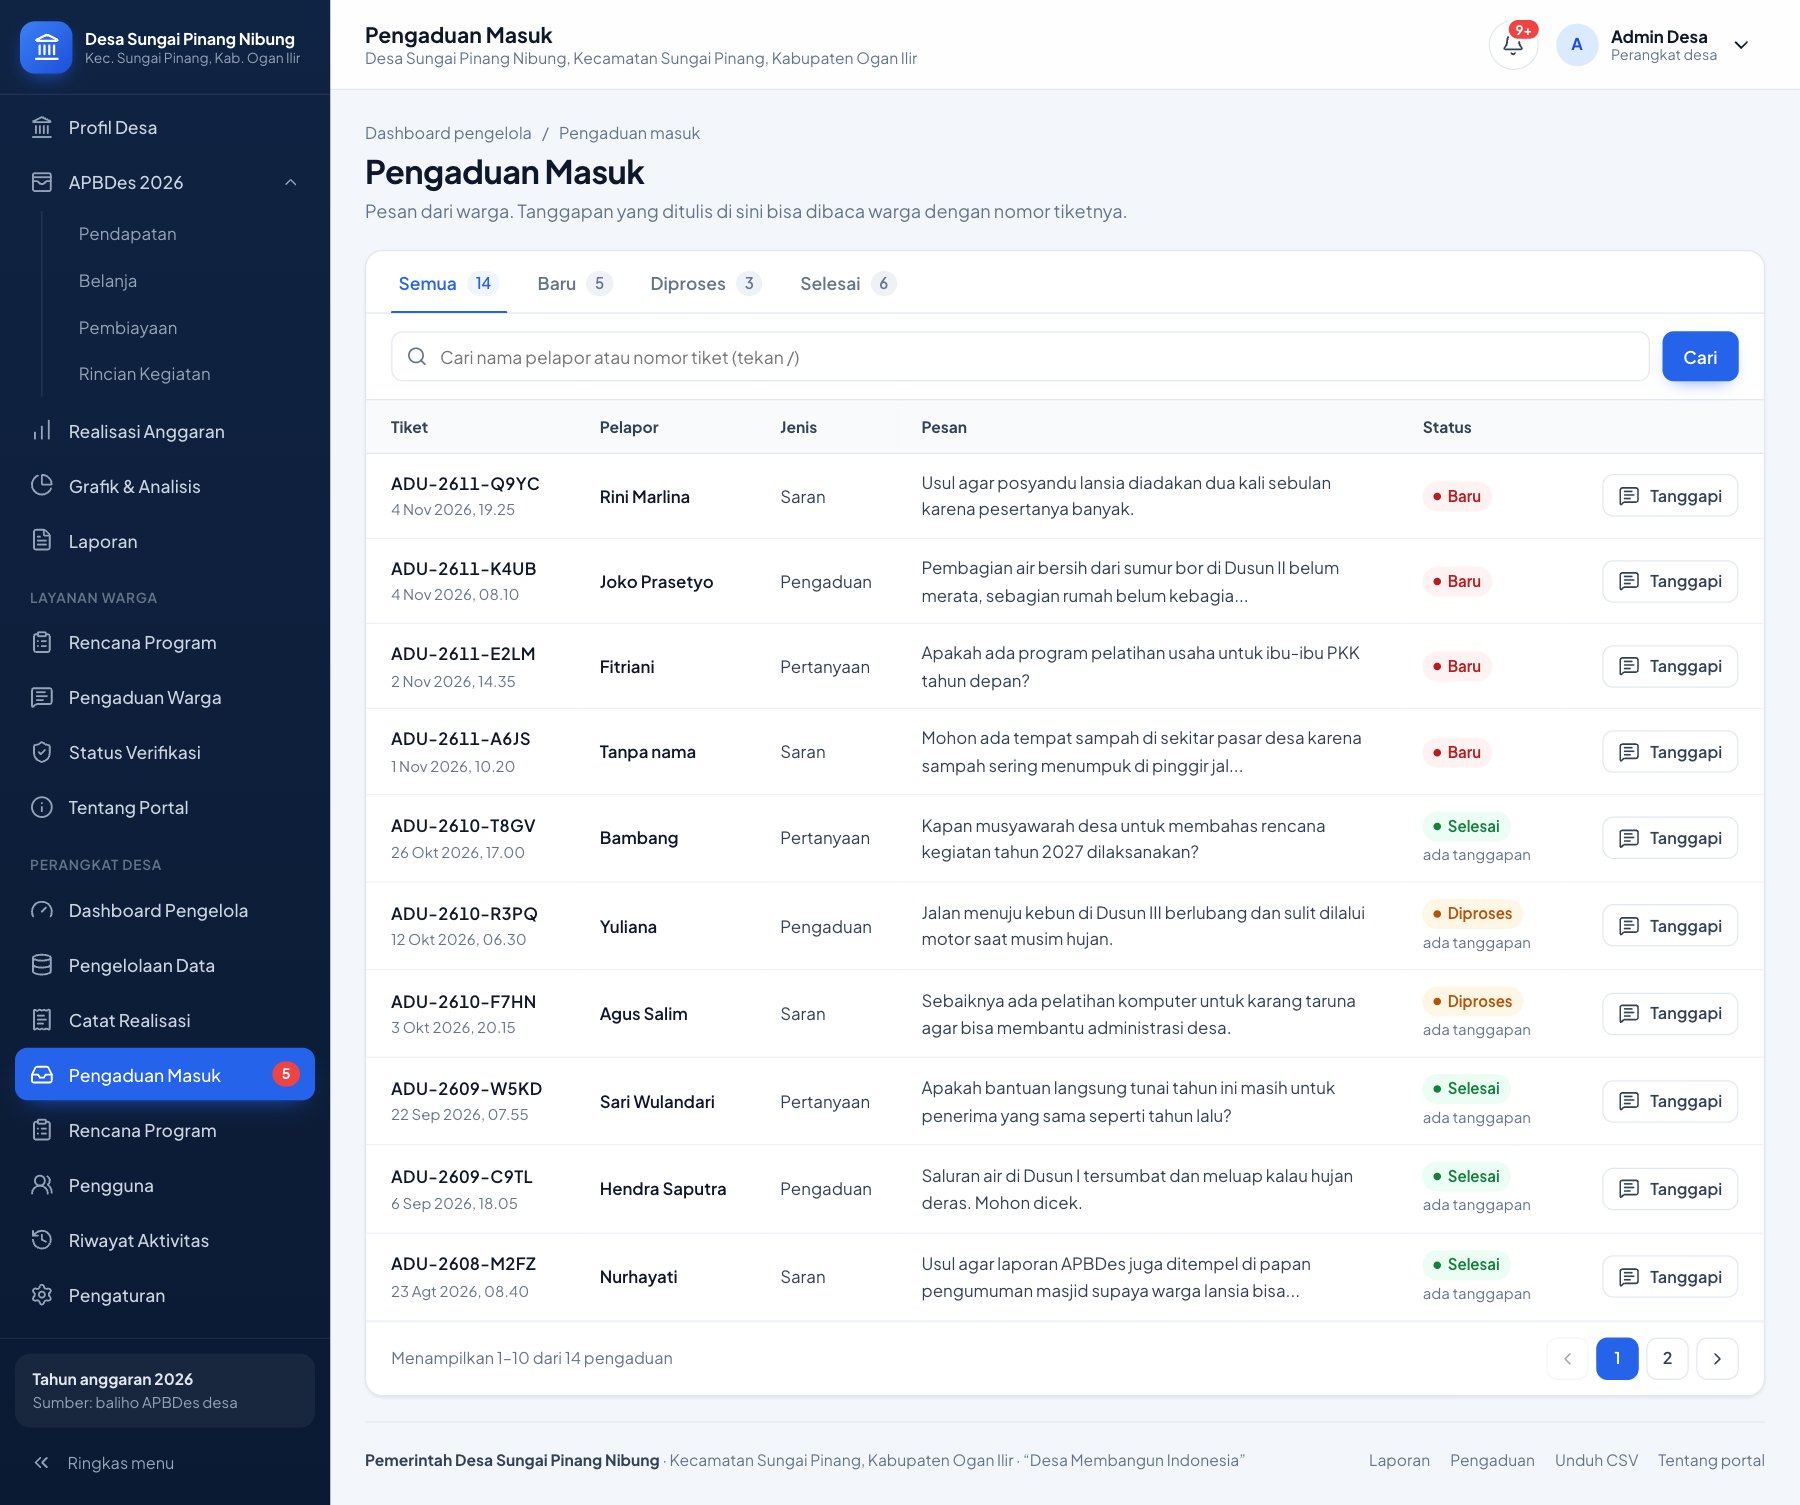 Desa Sungai Pinang Nibung
Kec. Sungai Pinang, Kab. Ogan Ilir
Profil Desa
APBDes 2026
Pendapatan
Belanja
Pembiayaan
Rincian Kegiatan
Realisasi Anggaran
Grafik & Analisis
Laporan
LAYANAN WARGA
Rencana Program
Pengaduan Warga
Status Verifikasi
Tentang Portal
PERANGKAT DESA
Dashboard Pengelola
Pengelolaan Data
Catat Realisasi
Pengaduan Masuk 5
Rencana Program
Pengguna
Riwayat Aktivitas
Pengaturan
Tahun anggaran 2026
Sumber: baliho APBDes desa
Ringkas menu
Pengaduan Masuk
Desa Sungai Pinang Nibung, Kecamatan Sungai Pinang, Kabupaten Ogan Ilir
9+
A
Admin Desa
Perangkat desa
Dashboard pengelola / Pengaduan masuk
Pengaduan Masuk
Pesan dari warga. Tanggapan yang ditulis di sini bisa dibaca warga dengan nomor tiketnya.
Semua 14 Baru 5 Diproses 3 Selesai 6
Cari nama pelapor atau nomor tiket (tekan /)
Cari
Tiket Pelapor Jenis Pesan Status
ADU-2611-Q9YC
4 Nov 2026, 19.25
Rini Marlina
Saran
Usul agar posyandu lansia diadakan dua kali sebulan
karena pesertanya banyak.
Baru
Tanggapi
ADU-2611-K4UB
4 Nov 2026, 08.10
Joko Prasetyo
Pengaduan
Pembagian air bersih dari sumur bor di Dusun II belum
merata, sebagian rumah belum kebagia...
Baru
Tanggapi
ADU-2611-E2LM
2 Nov 2026, 14.35
Fitriani
Pertanyaan
Apakah ada program pelatihan usaha untuk ibu-ibu PKK
tahun depan?
Baru
Tanggapi
ADU-2611-A6JS
1 Nov 2026, 10.20
Tanpa nama
Saran
Mohon ada tempat sampah di sekitar pasar desa karena
sampah sering menumpuk di pinggir jal...
Baru
Tanggapi
ADU-2610-T8GV
26 Okt 2026, 17.00
Bambang
Pertanyaan
Kapan musyawarah desa untuk membahas rencana
kegiatan tahun 2027 dilaksanakan?
Selesai
ada tanggapan
Tanggapi
ADU-2610-R3PQ
12 Okt 2026, 06.30
Yuliana
Pengaduan
Jalan menuju kebun di Dusun III berlubang dan sulit dilalui
motor saat musim hujan.
Diproses
ada tanggapan
Tanggapi
ADU-2610-F7HN
3 Okt 2026, 20.15
Agus Salim
Saran
Sebaiknya ada pelatihan komputer untuk karang taruna
agar bisa membantu administrasi desa.
Diproses
ada tanggapan
Tanggapi
ADU-2609-W5KD
22 Sep 2026, 07.55
Sari Wulandari
Pertanyaan
Apakah bantuan langsung tunai tahun ini masih untuk
penerima yang sama seperti tahun lalu?
Selesai
ada tanggapan
Tanggapi
ADU-2609-C9TL
6 Sep 2026, 18.05
Hendra Saputra
Pengaduan
Saluran air di Dusun I tersumbat dan meluap kalau hujan
deras. Mohon dicek.
Selesai
ada tanggapan
Tanggapi
ADU-2608-M2FZ
23 Agt 2026, 08.40
Nurhayati
Saran
Usul agar laporan APBDes juga ditempel di papan
pengumuman masjid supaya warga lansia bisa...
Selesai
ada tanggapan
Tanggapi
Menampilkan 1–10 dari 14 pengaduan
1 2
Pemerintah Desa Sungai Pinang Nibung · Kecamatan Sungai Pinang, Kabupaten Ogan Ilir · “Desa Membangun Indonesia”
Laporan Pengaduan Unduh CSV Tentang portal